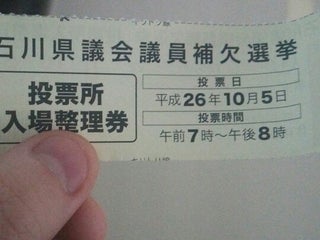 石川県議会議員補欠選挙
投票所
入場整理券
投票日
平成26年10月5日
投票時間
午前7時～午後8時